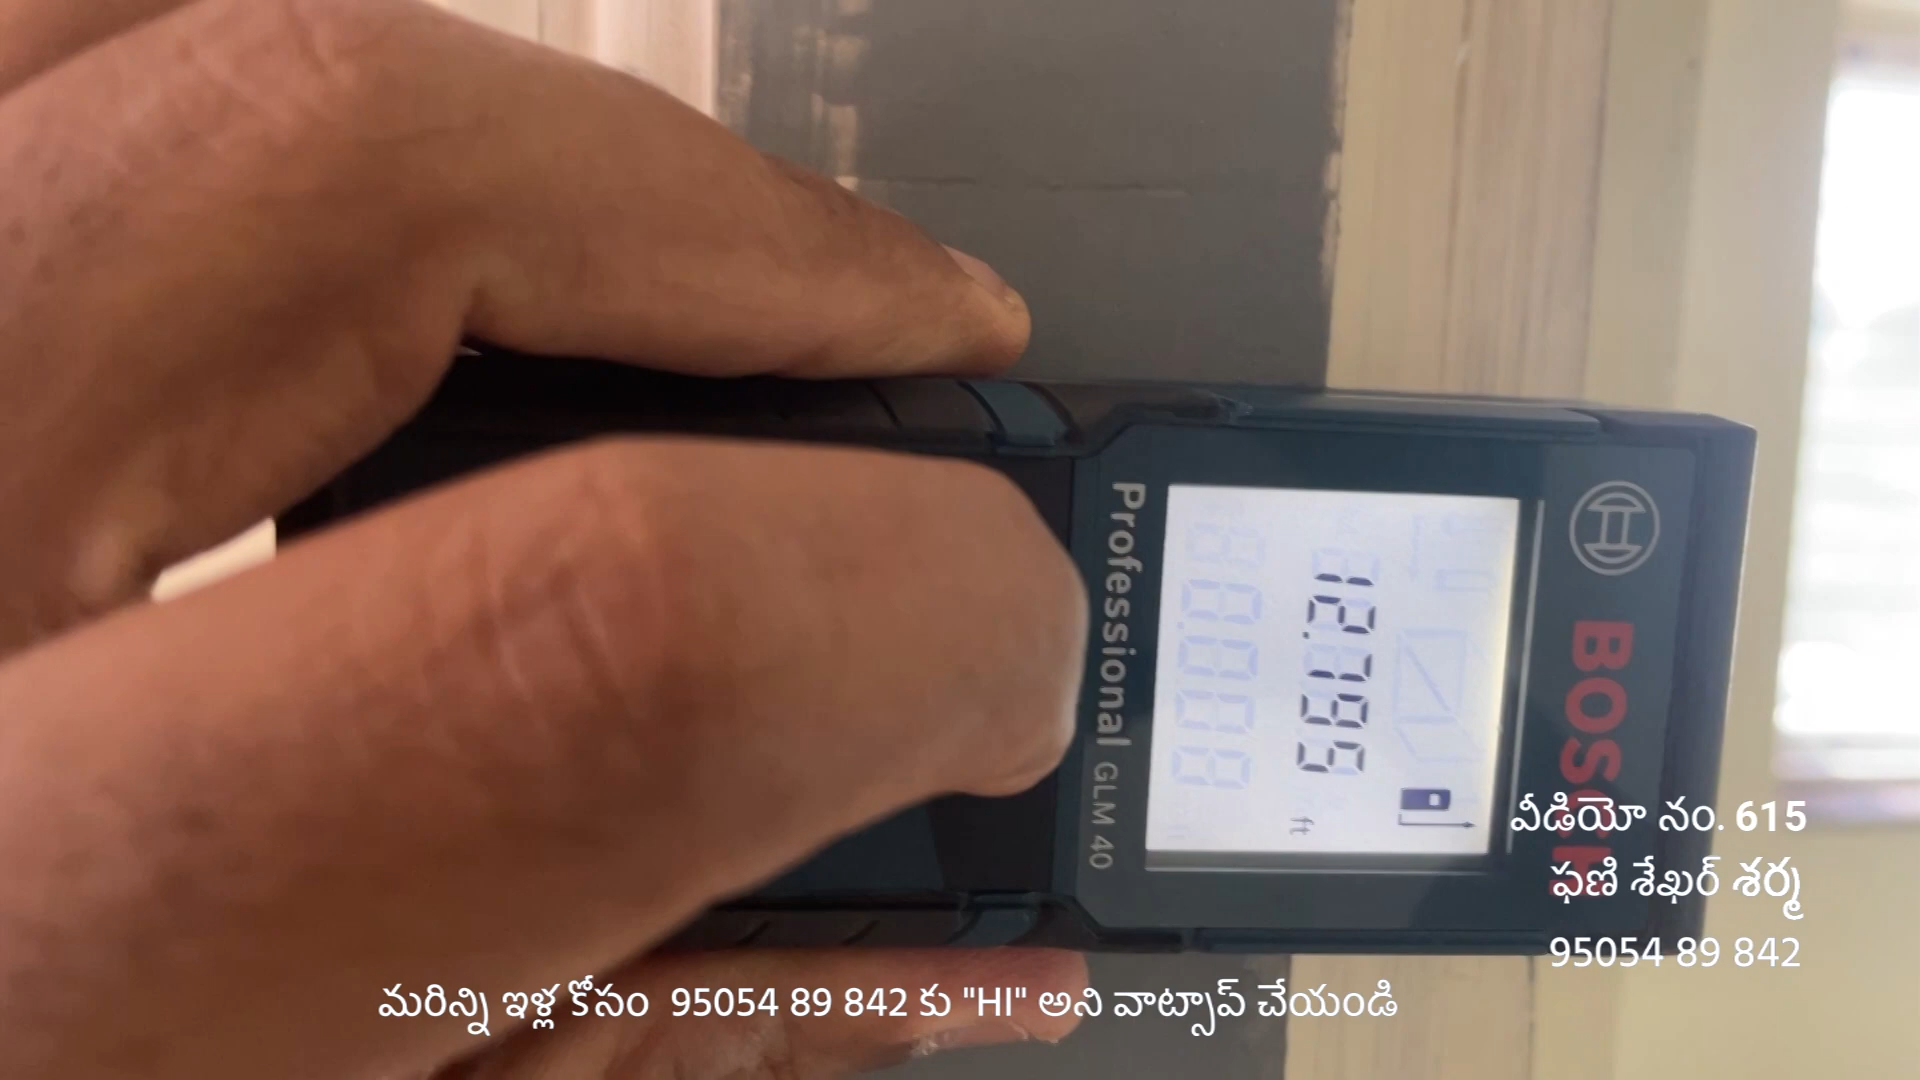 BOSCH
12.799 ft
Professional GLM 40
వీడియో నం. 615
ఫణి శేఖర్ శర్మ
95054 89 842
మరిన్ని ఇళ్ల కోసం 95054 89 842 కు "HI" అని వాట్సాప్ చేయండి